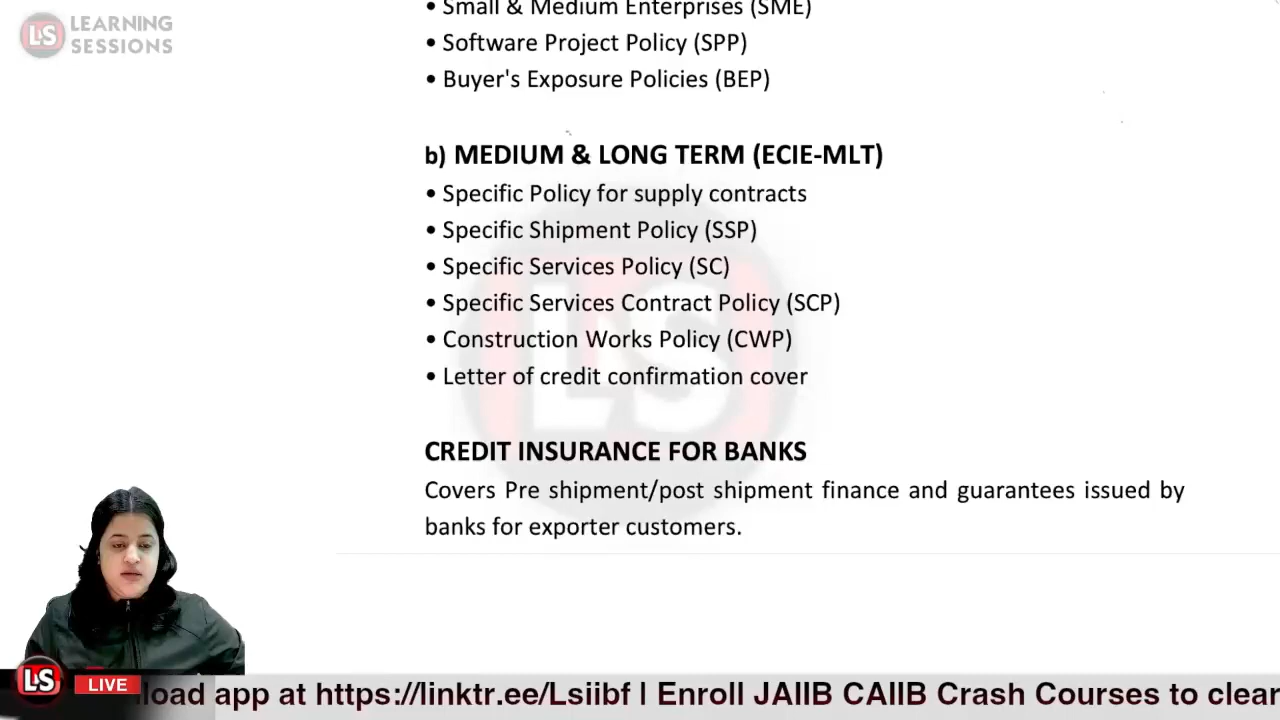 LEARNING
SESSIONS
LS
• Small & Medium Enterprises (SME)
• Software Project Policy (SPP)
• Buyer's Exposure Policies (BEP)
b) MEDIUM & LONG TERM (ECIE-MLT)
• Specific Policy for supply contracts
• Specific Shipment Policy (SSP)
• Specific Services Policy (SC)
• Specific Services Contract Policy (SCP)
• Construction Works Policy (CWP)
• Letter of credit confirmation cover
LS
CREDIT INSURANCE FOR BANKS
Covers Pre shipment/post shipment finance and guarantees issued by
banks for exporter customers.
LS LIVE load app at https://linktr.ee/Lsiibf | Enroll JAIIB CAIIB Crash Courses to clear